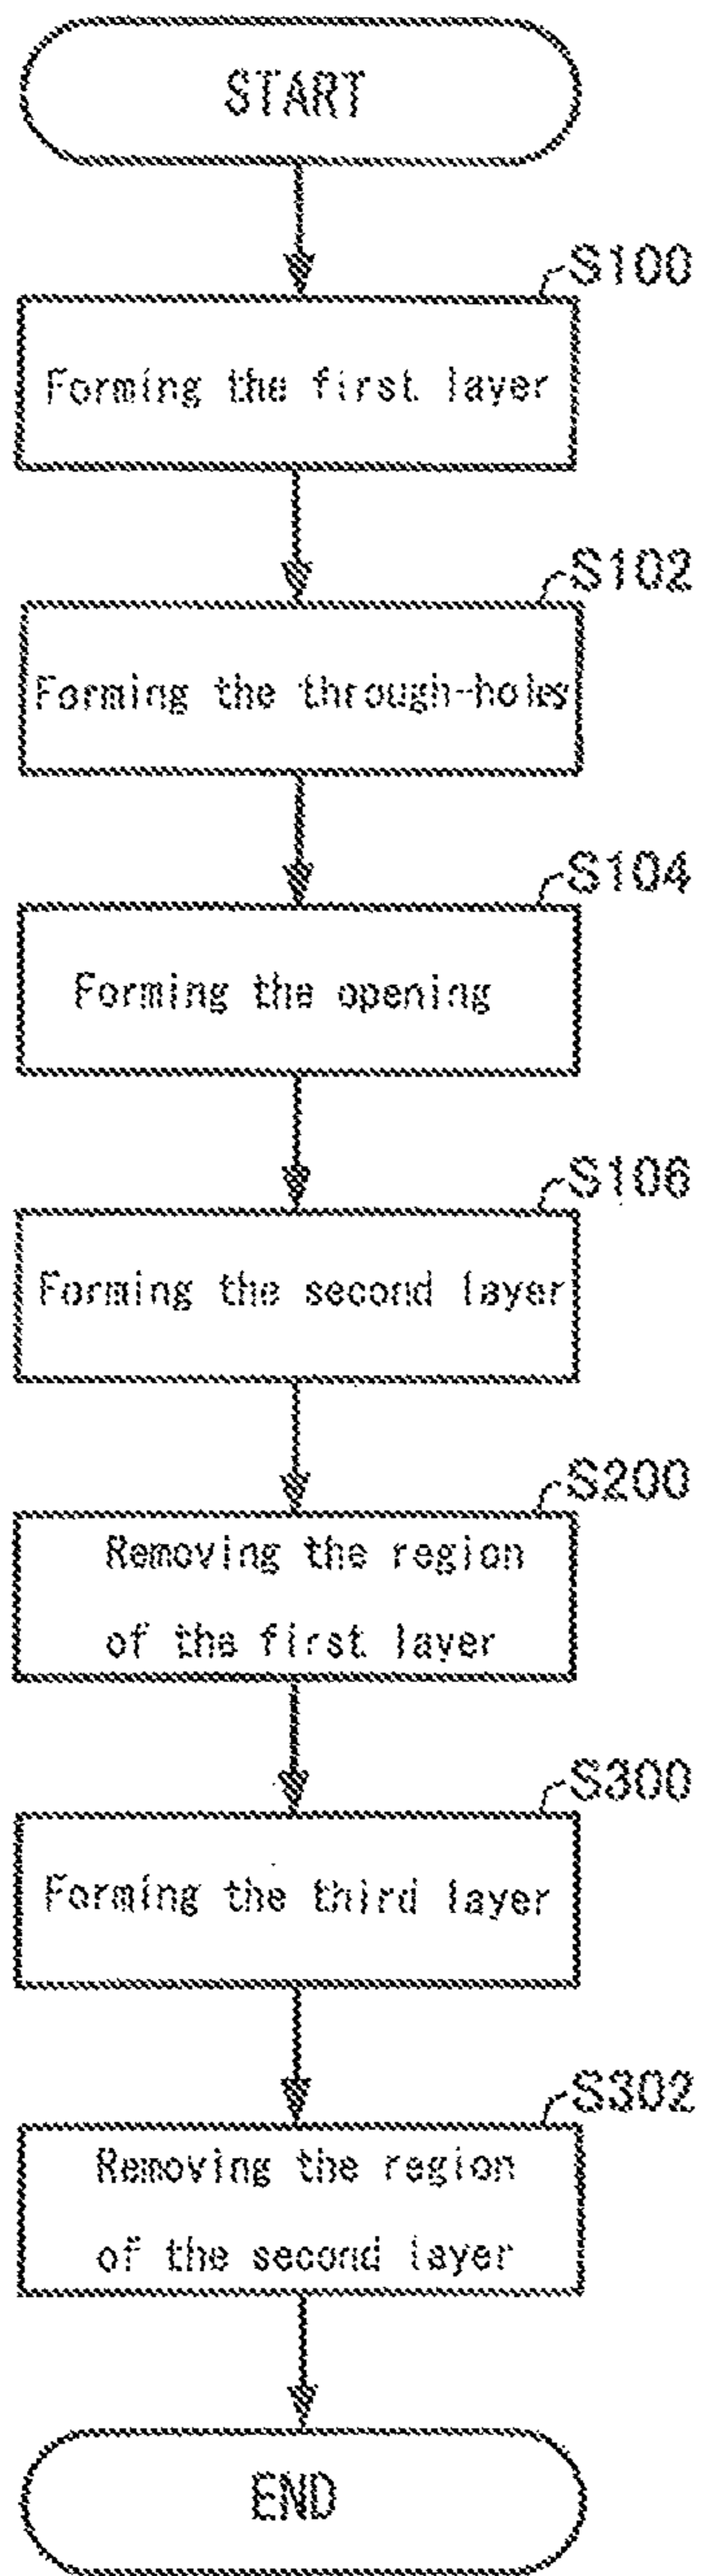 START
S100
Forming the first layer
S102
Forming the through-holes
S104
Forming the opening
S106
Forming the second layer
S200
Removing the region
of the first layer
S300
Forming the third layer
S302
Removing the region
of the second layer
END